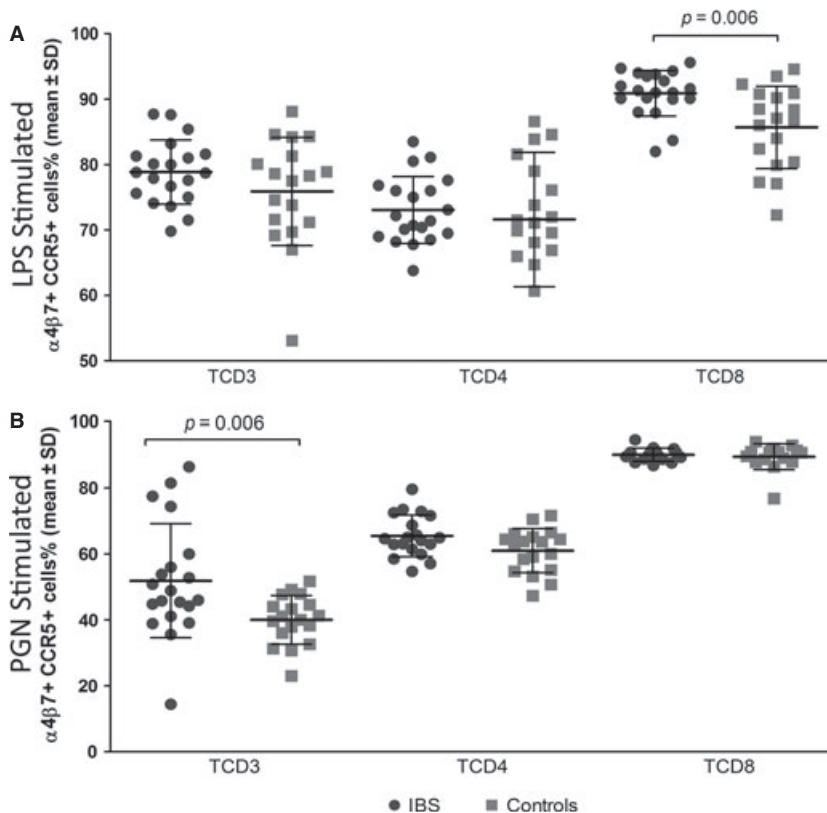 A
LPS Stimulated
α4β7+ CCR5+ cells% (mean ± SD)
100
90
80
70
60
50
p = 0.006
TCD3 TCD4 TCD8
B
PGN Stimulated
α4β7+ CCR5+ cells% (mean ± SD)
100
80
60
40
20
0
p = 0.006
TCD3 TCD4 TCD8
IBS Controls